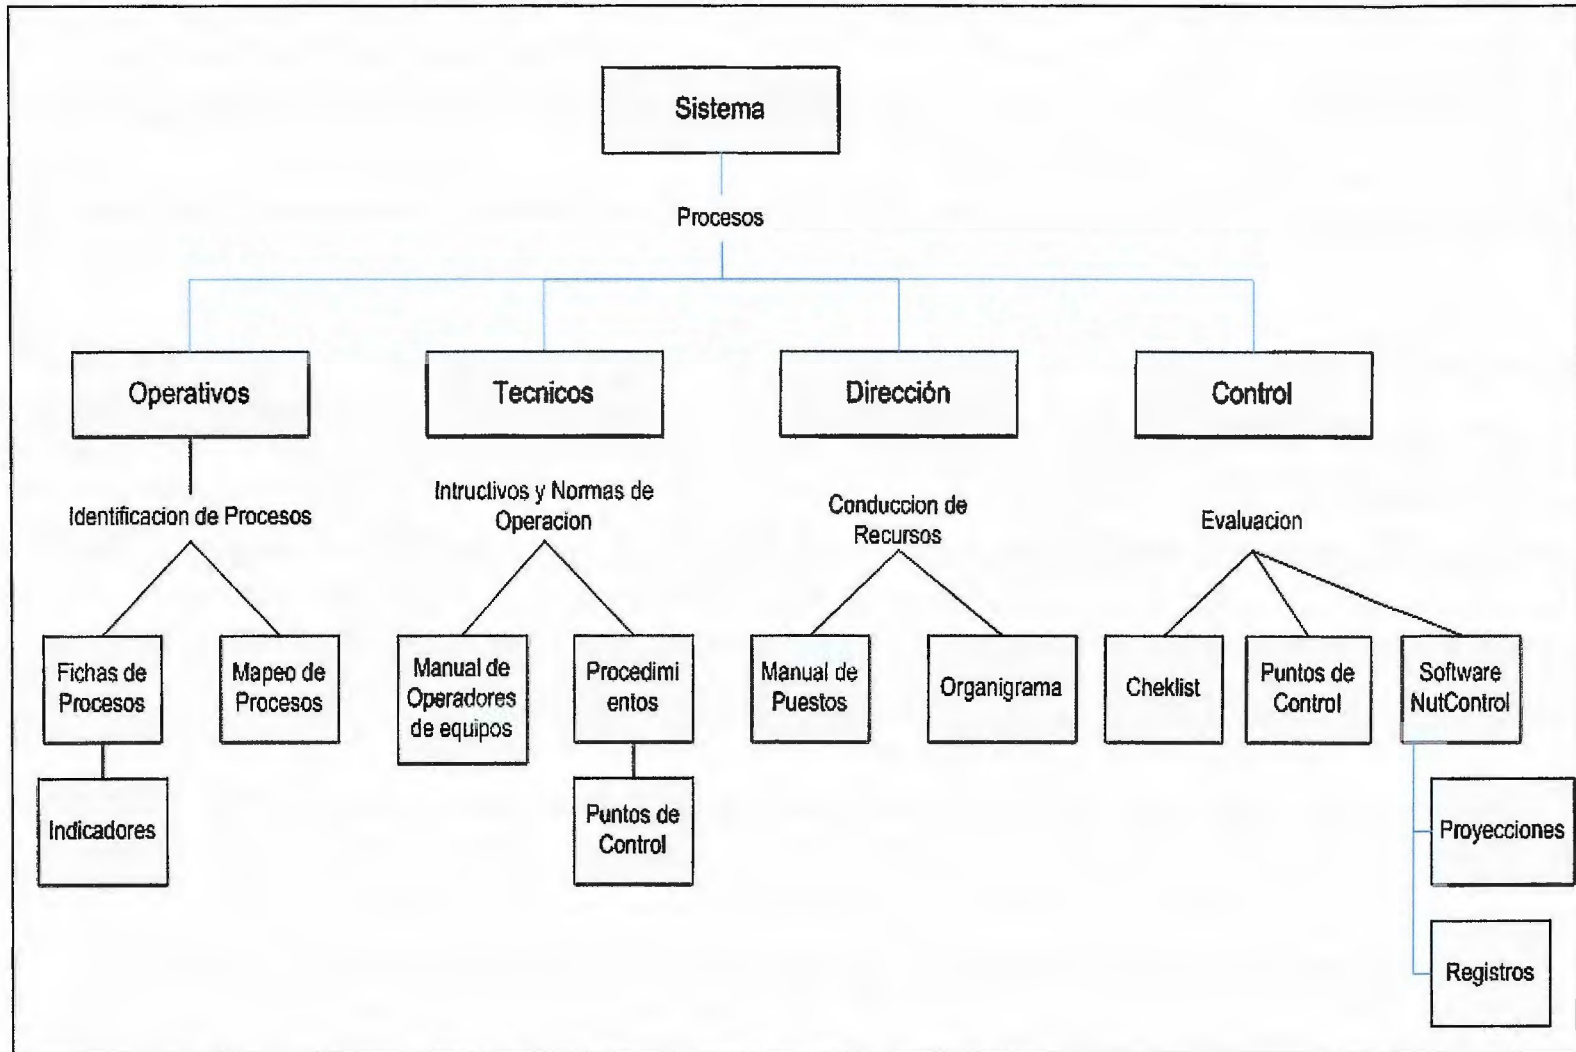 Sistema
Procesos
Operativos
Tecnicos
Dirección
Control
Identificacion de Procesos
Intructivos y Normas de
Operacion
Conduccion de
Recursos
Evaluacion
Fichas de
Procesos
Mapeo de
Procesos
Manual de
Operadores
de equipos
Procedimi
entos
Manual de
Puestos
Organigrama
Cheklist
Puntos de
Control
Software
NutControl
Indicadores
Puntos de
Control
Proyecciones
Registros